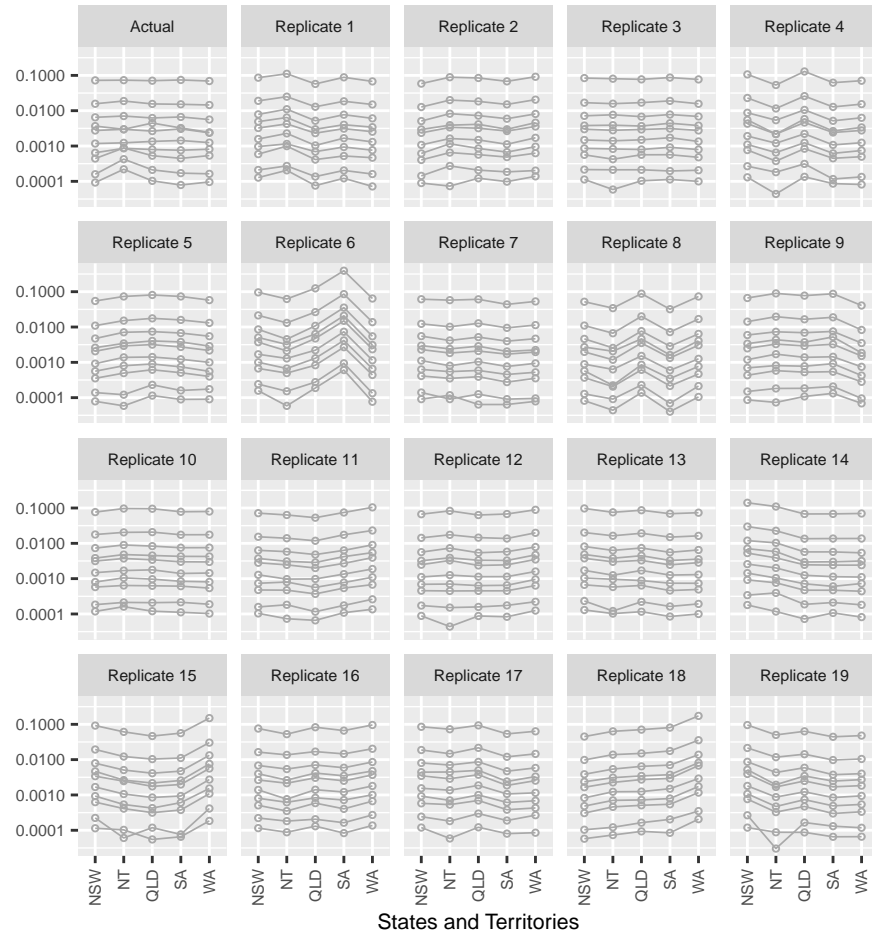 Actual Replicate 1 Replicate 2 Replicate 3 Replicate 4
0.1000
0.0100
0.0010
0.0001
Replicate 5 Replicate 6 Replicate 7 Replicate 8 Replicate 9
0.1000
0.0100
0.0010
0.0001
Replicate 10 Replicate 11 Replicate 12 Replicate 13 Replicate 14
0.1000
0.0100
0.0010
0.0001
Replicate 15 Replicate 16 Replicate 17 Replicate 18 Replicate 19
0.1000
0.0100
0.0010
0.0001
NSW NT QLD SA WA NSW NT QLD SA WA NSW NT QLD SA WA NSW NT QLD SA WA NSW NT QLD SA WA
States and Territories